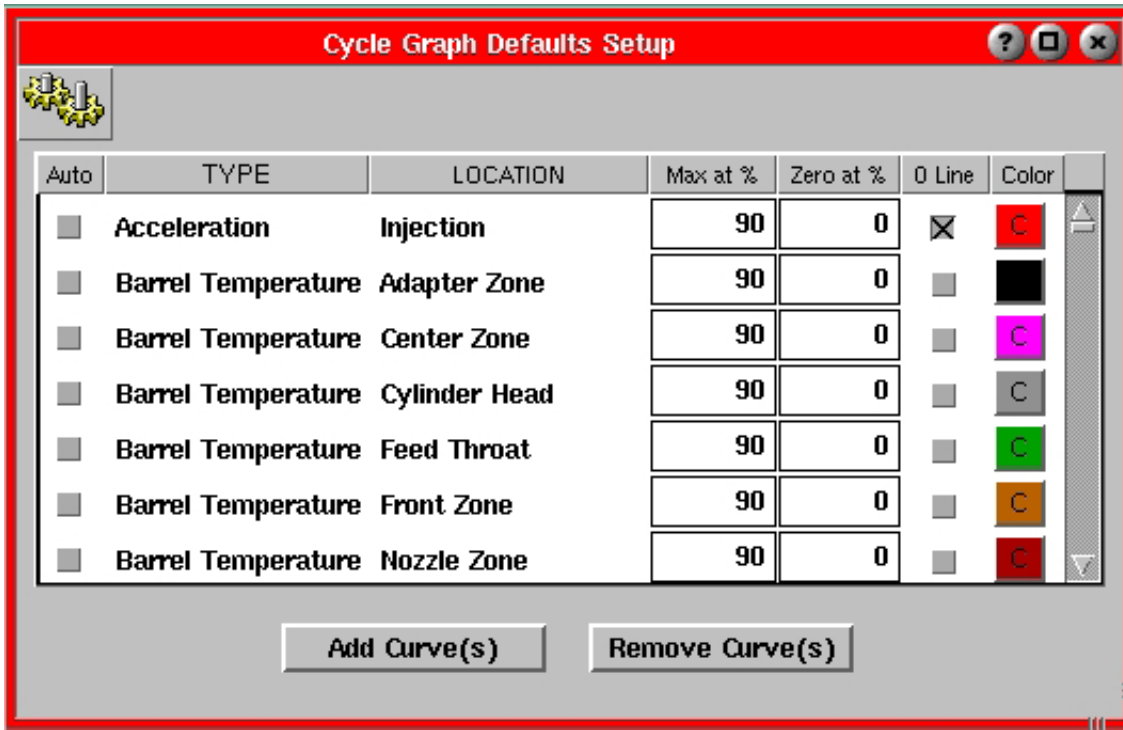 Cycle Graph Defaults Setup ?
Auto TYPE LOCATION Max at % Zero at % 0 Line Color
Acceleration Injection 90 0 C
Barrel Temperature Adapter Zone 90 0
Barrel Temperature Center Zone 90 0 C
Barrel Temperature Cylinder Head 90 0 C
Barrel Temperature Feed Throat 90 0 C
Barrel Temperature Front Zone 90 0 C
Barrel Temperature Nozzle Zone 90 0 C
Add Curve(s) Remove Curve(s)